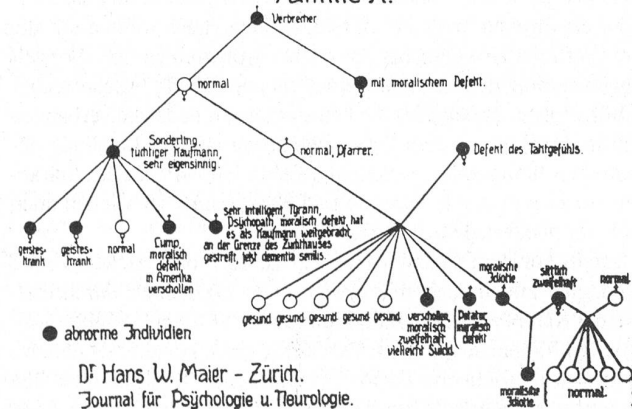 Verbrecher
normal
mit moralischem Defekt.
Sonderling,
tüchtiger Kaufmann,
sehr eigensinnig.
normal, Pfarrer.
Defekt des Taktgefühls.
geistes-
krank
geistes-
krank
normal
Lump,
moralisch
defekt,
in Amerika
verschollen
sehr intelligent, Tyrann,
Psychopath, moralisch defekt, hat
es als Kaufmann weitgebracht,
an der Grenze des Zuchthauses
gestreift, jetzt dementia senilis.
gesund.
gesund.
gesund.
gesund.
gesund
verschollen,
moralisch
zweifelhaft,
vielleicht Suicid.
moralisch
defekt
moralische
Idiotie
sittlich
zweifelhaft
normal.
moralische
Idiotie.
normal.
abnorme Individien
Dr Hans W. Maier – Zürich.
Journal für Psychologie u. Neurologie.